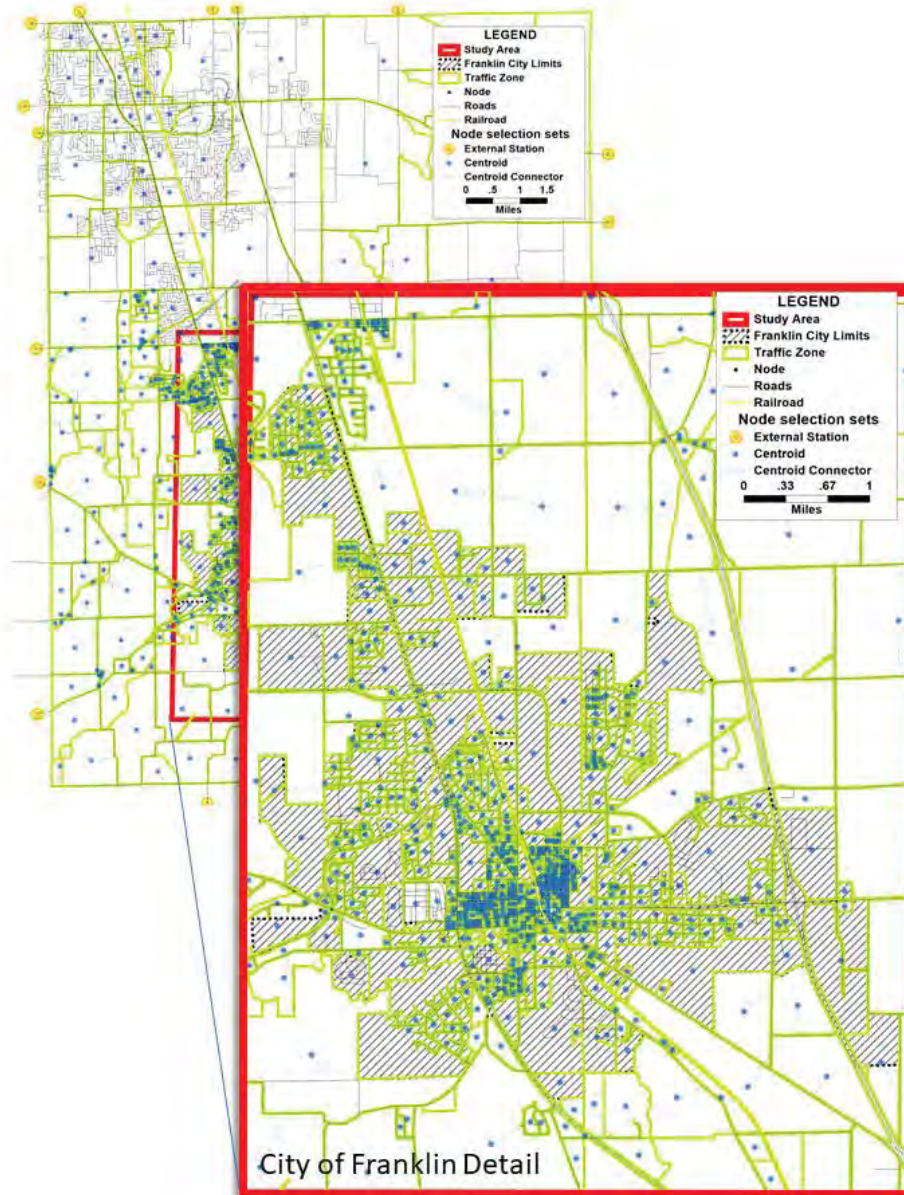 LEGEND
Study Area
Franklin City Limits
Traffic Zone
Node
Roads
Railroad
Node selection sets
External Station
Centroid
Centroid Connector
0 .5 1 1.5
Miles
LEGEND
Study Area
Franklin City Limits
Traffic Zone
Node
Roads
Railroad
Node selection sets
External Station
Centroid
Centroid Connector
0 .33 .67 1
Miles
City of Franklin Detail